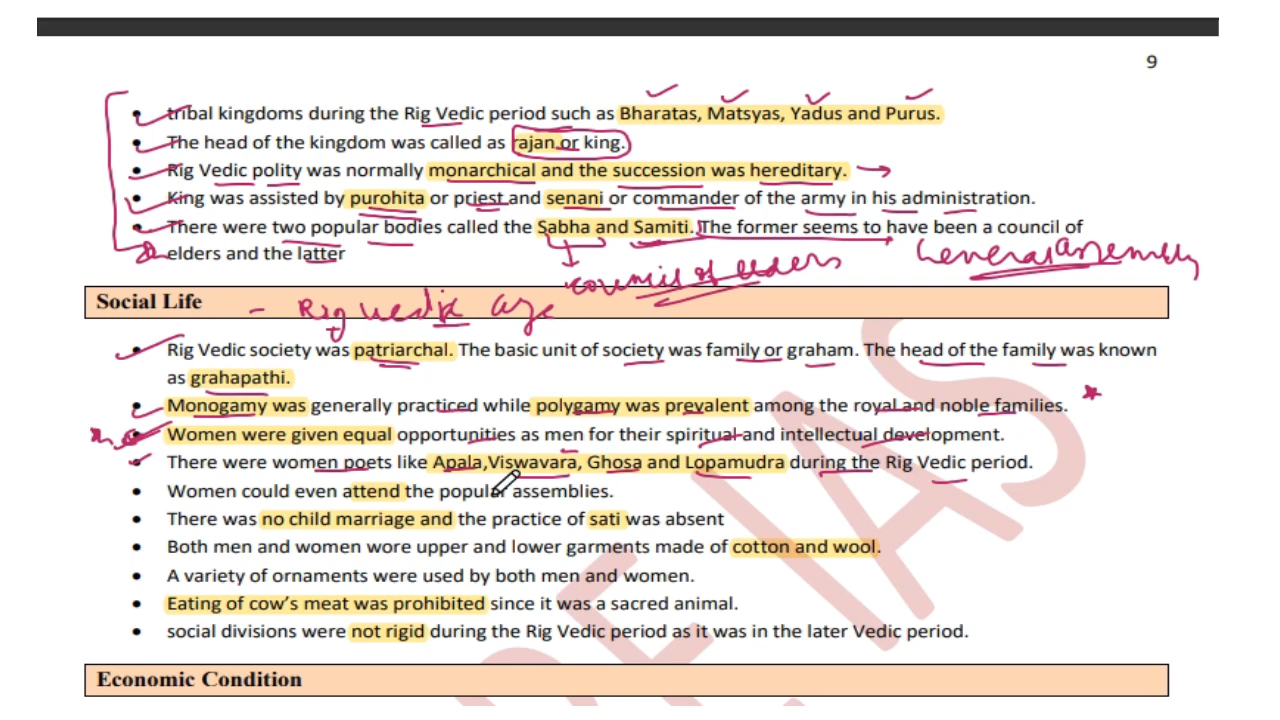 9
• tribal kingdoms during the Rig Vedic period such as Bharatas, Matsyas, Yadus and Purus.
• The head of the kingdom was called as rajan or king.
• Rig Vedic polity was normally monarchical and the succession was hereditary.
• King was assisted by purohita or priest and senani or commander of the army in his administration.
• There were two popular bodies called the Sabha and Samiti. The former seems to have been a council of
elders and the latter
General assembly
council of elders
Social Life - Rig vedic age
• Rig Vedic society was patriarchal. The basic unit of society was family or graham. The head of the family was known
as grahapathi.
• Monogamy was generally practiced while polygamy was prevalent among the royal and noble families.
• Women were given equal opportunities as men for their spiritual and intellectual development.
• There were women poets like Apala,Viswavara, Ghosa and Lopamudra during the Rig Vedic period.
• Women could even attend the popular assemblies.
• There was no child marriage and the practice of sati was absent
• Both men and women wore upper and lower garments made of cotton and wool.
• A variety of ornaments were used by both men and women.
• Eating of cow's meat was prohibited since it was a sacred animal.
• social divisions were not rigid during the Rig Vedic period as it was in the later Vedic period.
Economic Condition
IAS